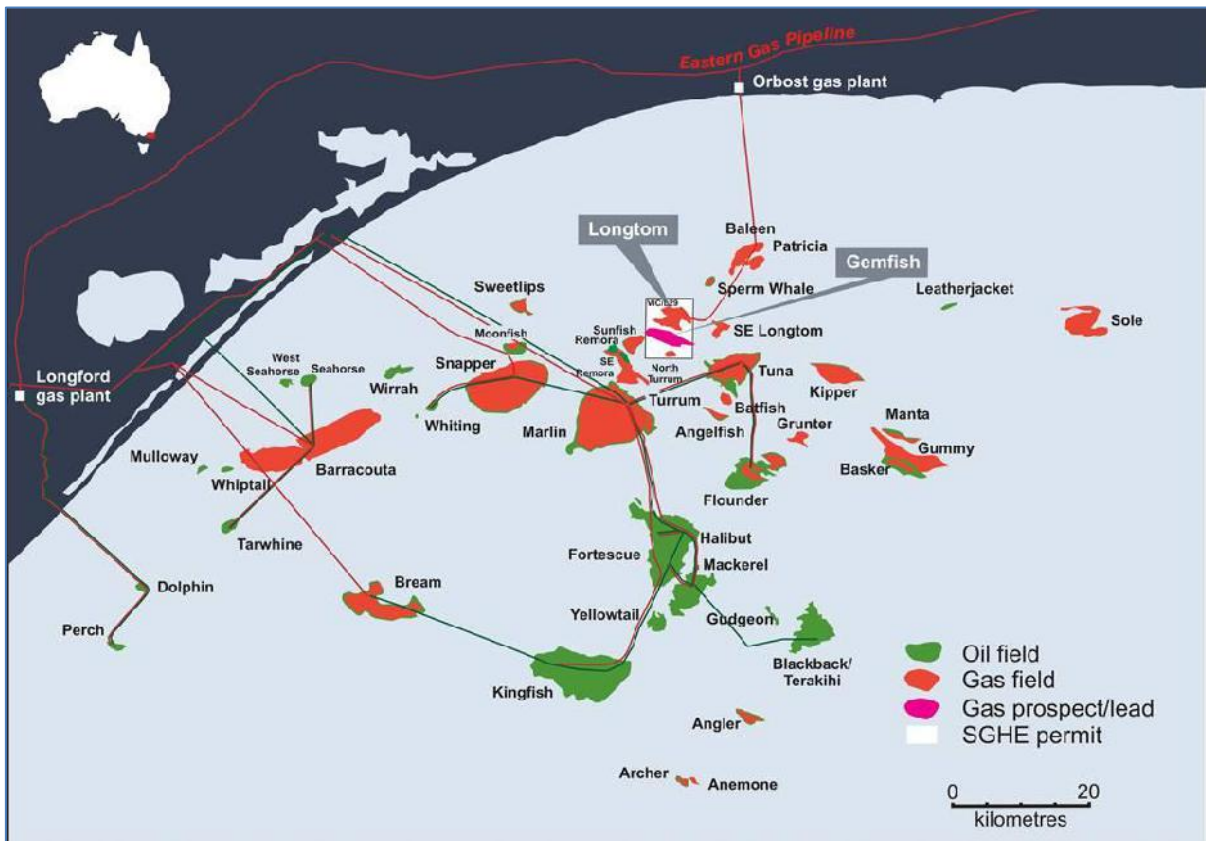 Eastern Gas Pipeline
Orbost gas plant
Longtom
Baleen
Patricia
Gemfish
Sweetlips
Sperm Whale
Leatherjacket
Sole
Moonfish
Sunfish
Remora
SE Longtom
SE
Remora
North
Turrum
Snapper
West
Seahorse
Seahorse
Wirrah
Tuna
Kipper
Longford
gas plant
Whiting
Marlin
Turrum
Batfish
Angelfish
Grunter
Manta
Gummy
Basker
Mulloway
Whiptail
Barracouta
Flounder
Tarwhine
Halibut
Fortescue
Mackerel
Dolphin
Bream
Perch
Yellowtail
Gudgeon
Blackback/
Terakihi
Kingfish
Angler
Archer
Anemone
Oil field
Gas field
Gas prospect/lead
SGHE permit
0 20
kilometres